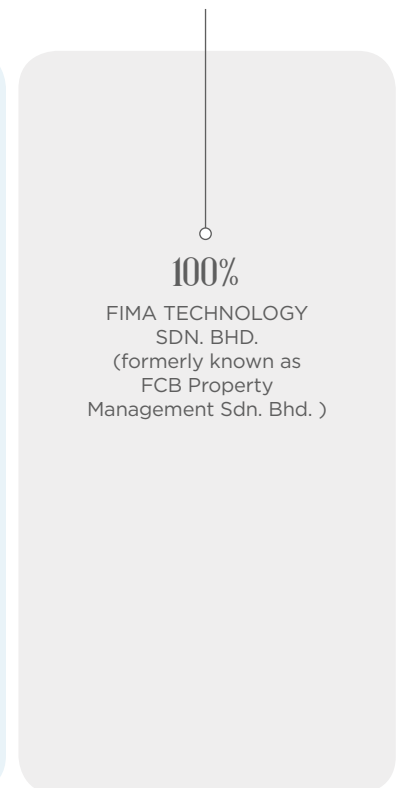 100%
FIMA TECHNOLOGY
SDN. BHD.
(formerly known as
FCB Property
Management Sdn. Bhd. )